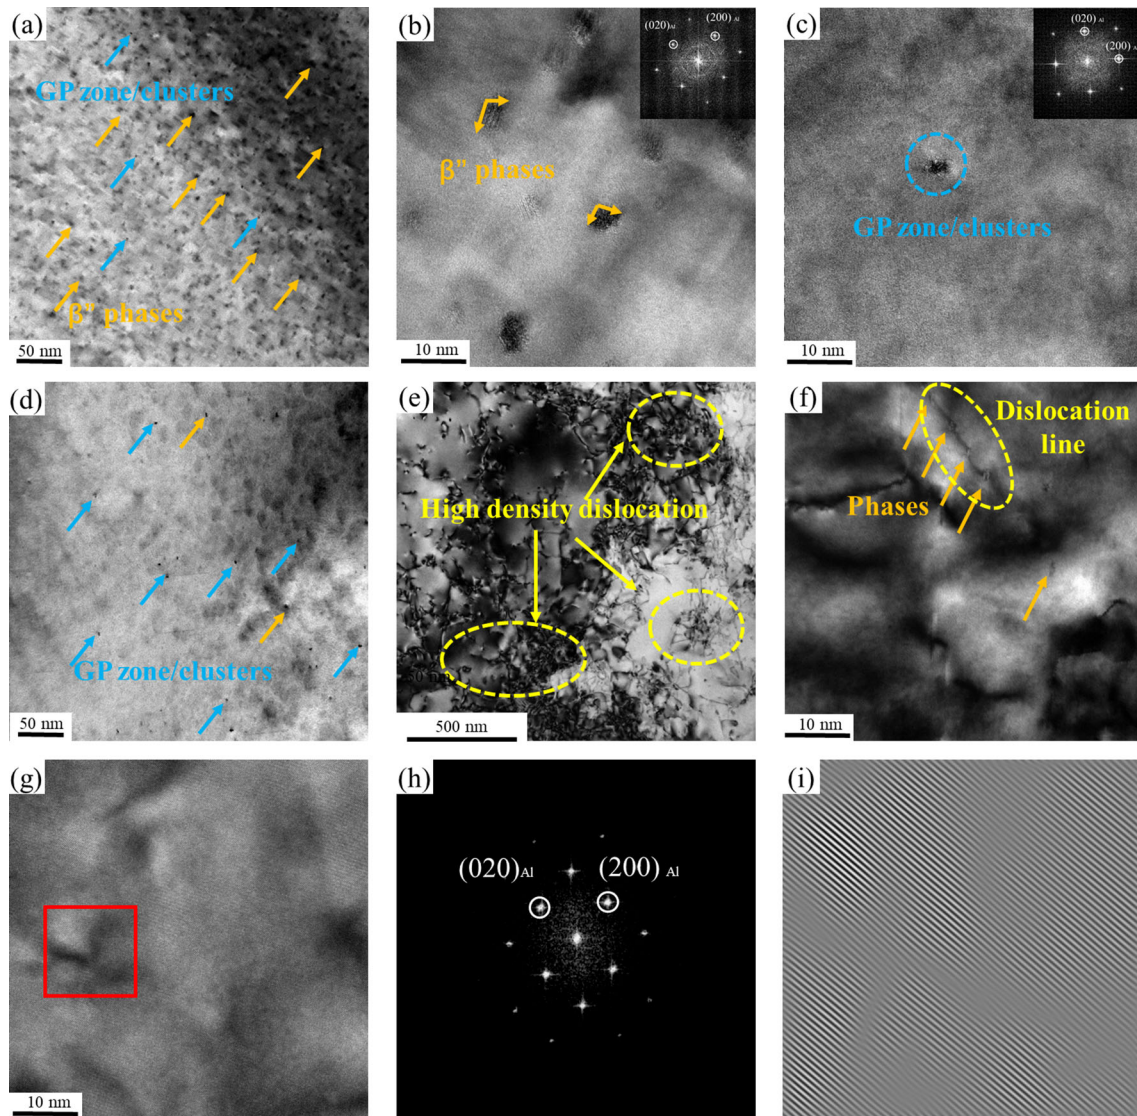 (a)
GP zone/clusters
β" phases
50 nm
(b)
(020)
(200)
Al
β" phases
10 nm
(c)
(020) Al
(200) Al
GP zone/clusters
10 nm
(d)
GP zone/clusters
50 nm
(e)
High density dislocation
500 nm
(f)
Dislocation
line
Phases
10 nm
(g)
10 nm
(h)
(020)Al
(200) Al
(i)